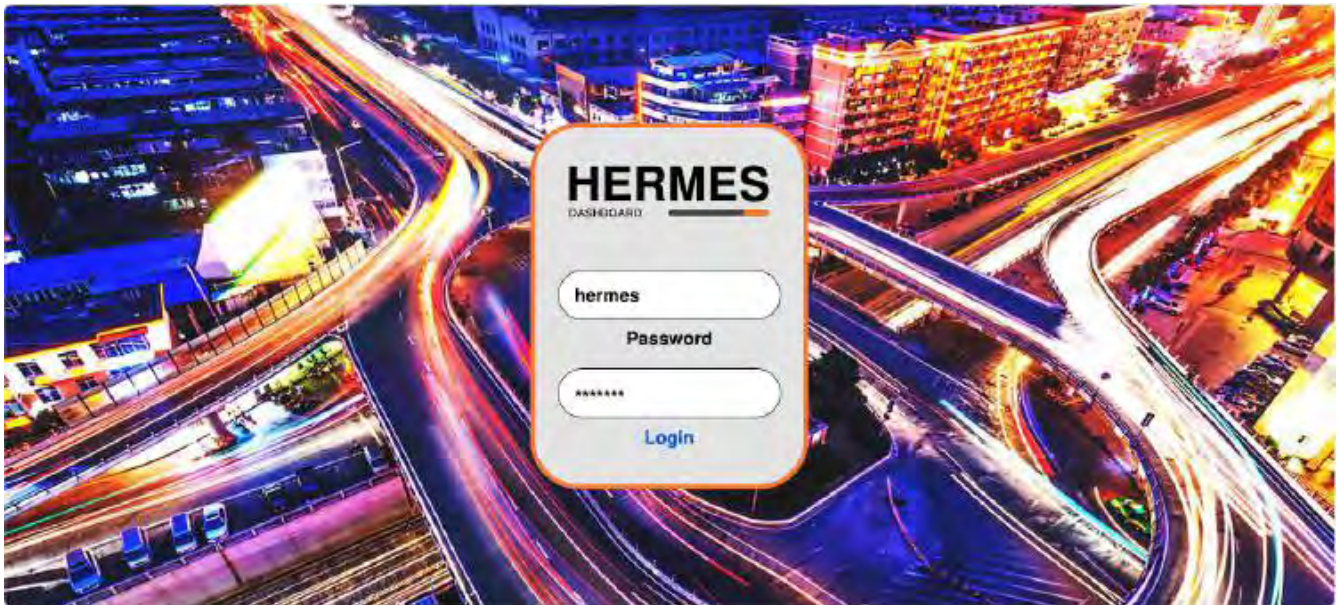 HERMES
DASHBOARD
hermes
Password
*******
Login